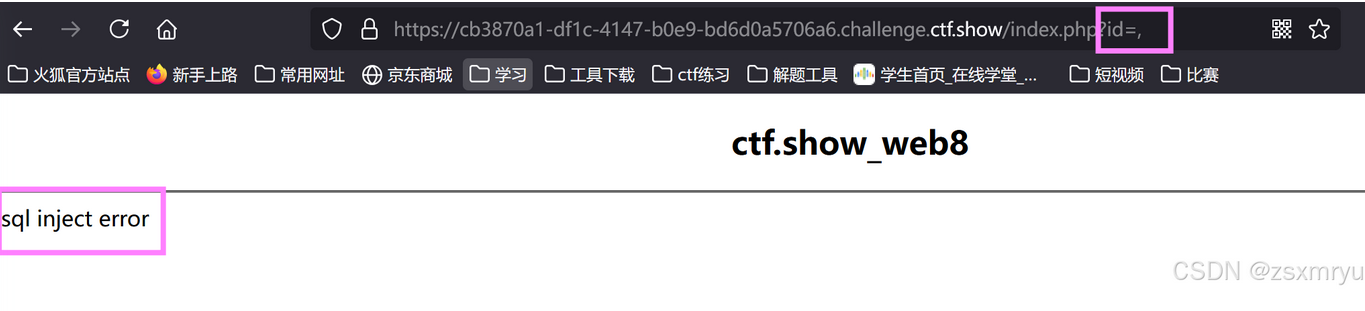 https://cb3870a1-df1c-4147-b0e9-bd6d0a5706a6.challenge.ctf.show/index.php?id=,
火狐官方站点 新手上路 常用网址 京东商城 学习 工具下载 ctf练习 解题工具 学生首页_在线学堂_... 短视频 比赛
ctf.show_web8
sql inject error
CSDN @zsxmryu